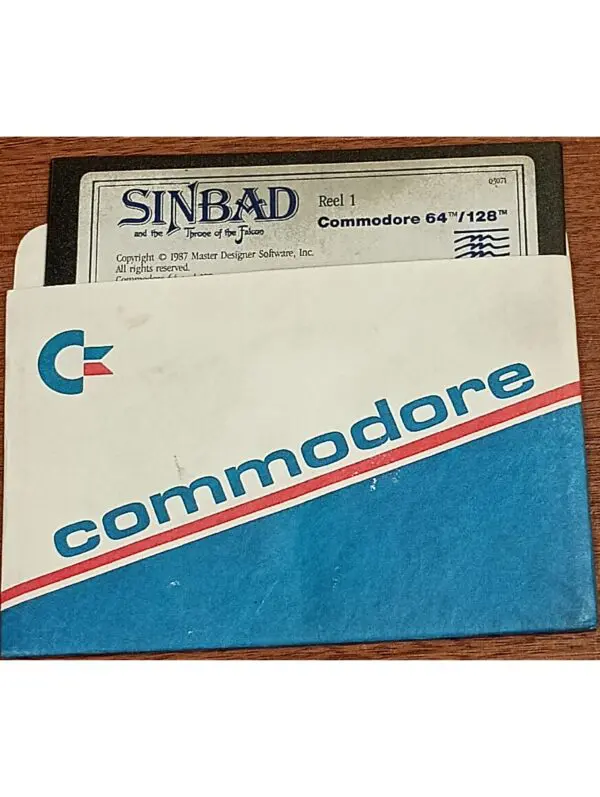 SINBAD
and the Throne of the Falcon
Reel 1
05071
Commodore 64™/128™
Copyright © 1987 Master Designer Software, Inc.
All rights reserved.
commodore